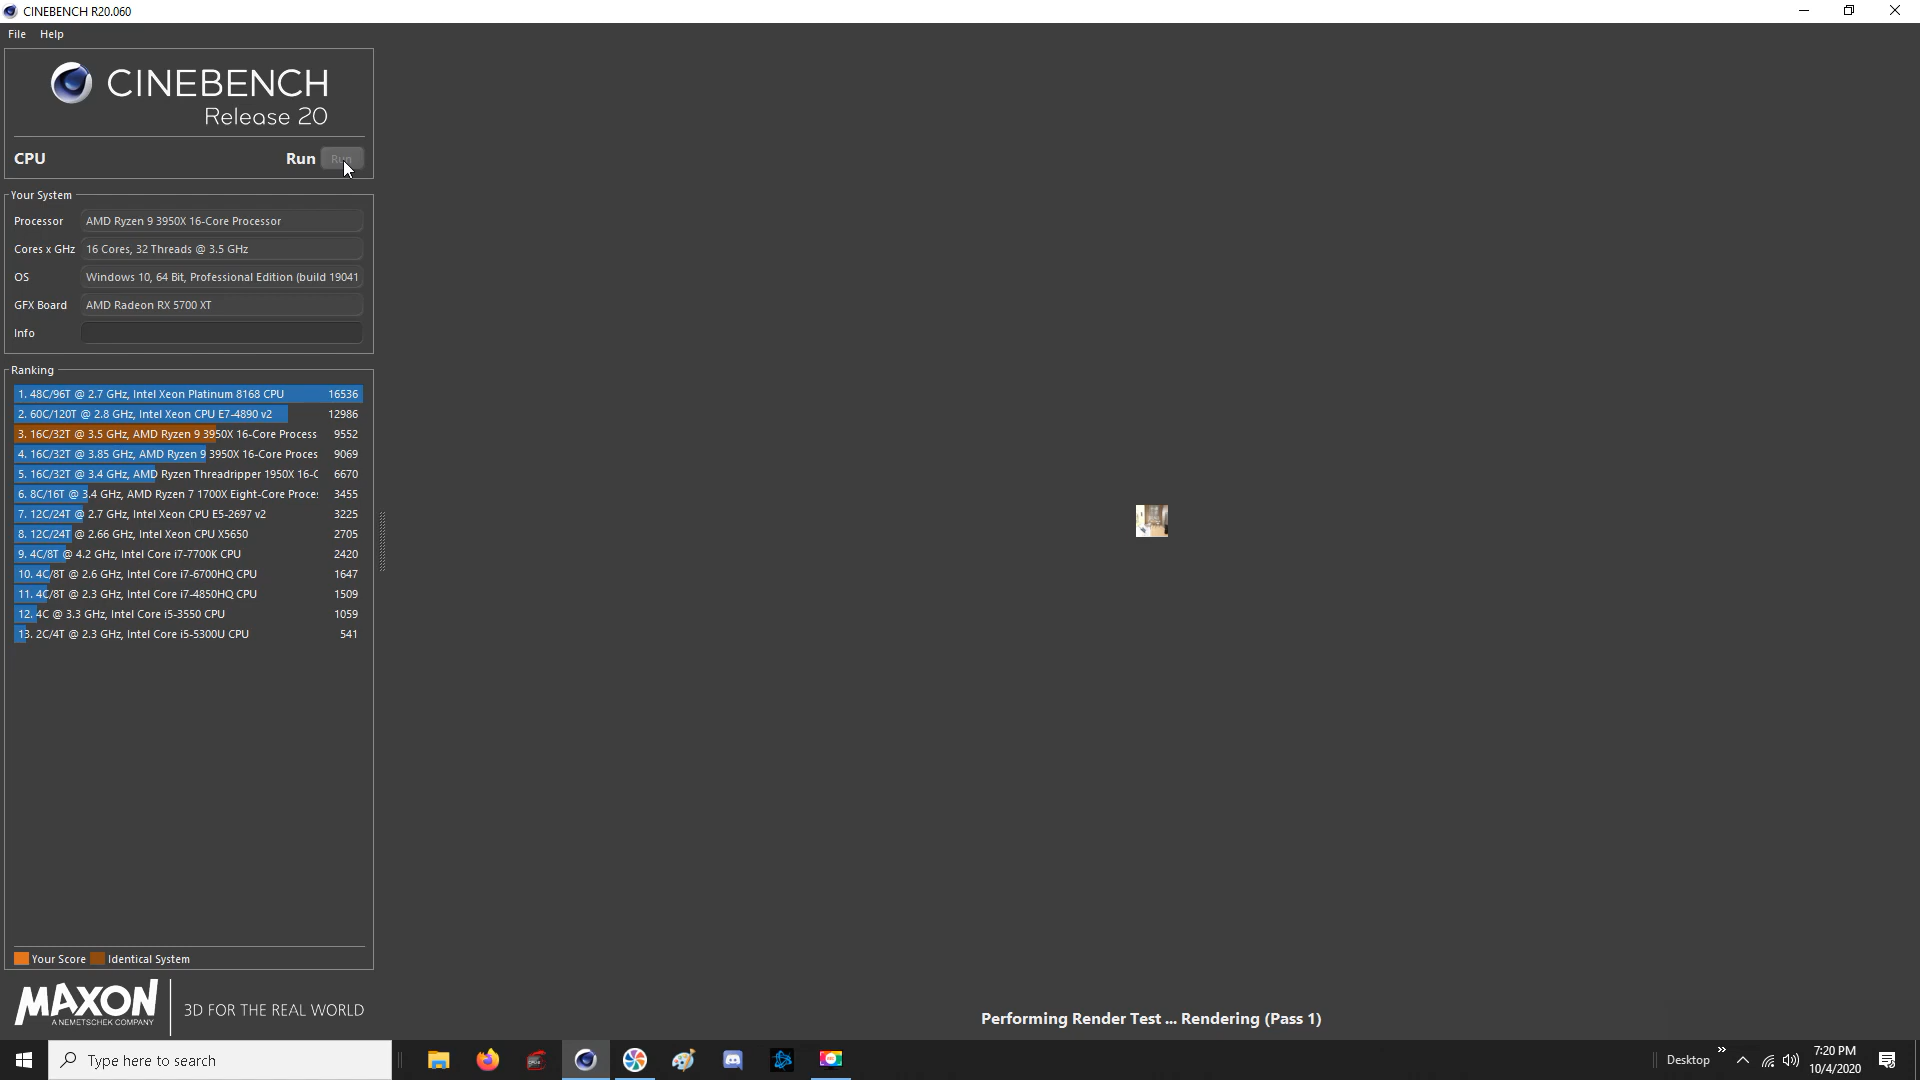 CINEBENCH R20.060
File Help
CINEBENCH
Release 20
CPU Run Run
Your System
Processor AMD Ryzen 9 3950X 16-Core Processor
Cores x GHz 16 Cores, 32 Threads @ 3.5 GHz
OS Windows 10, 64 Bit, Professional Edition (build 19041
GFX Board AMD Radeon RX 5700 XT
Info
Ranking
1. 48C/96T @ 2.7 GHz, Intel Xeon Platinum 8168 CPU 16536
2. 60C/120T @ 2.8 GHz, Intel Xeon CPU E7-4890 v2 12986
3. 16C/32T @ 3.5 GHz, AMD Ryzen 9 3950X 16-Core Process 9552
4. 16C/32T @ 3.85 GHz, AMD Ryzen 9 3950X 16-Core Proces 9069
5. 16C/32T @ 3.4 GHz, AMD Ryzen Threadripper 1950X 16-C 6670
6. 8C/16T @ 3.4 GHz, AMD Ryzen 7 1700X Eight-Core Proce: 3455
7. 12C/24T @ 2.7 GHz, Intel Xeon CPU E5-2697 v2 3225
8. 12C/24T @ 2.66 GHz, Intel Xeon CPU X5650 2705
9. 4C/8T @ 4.2 GHz, Intel Core i7-7700K CPU 2420
10. 4C/8T @ 2.6 GHz, Intel Core i7-6700HQ CPU 1647
11. 4C/8T @ 2.3 GHz, Intel Core i7-4850HQ CPU 1509
12. 4C @ 3.3 GHz, Intel Core i5-3550 CPU 1059
13. 2C/4T @ 2.3 GHz, Intel Core i5-5300U CPU 541
Your Score Identical System
MAXON
A NEMETSCHEK COMPANY
3D FOR THE REAL WORLD
Performing Render Test ... Rendering (Pass 1)
Type here to search
Desktop
7:20 PM
10/4/2020